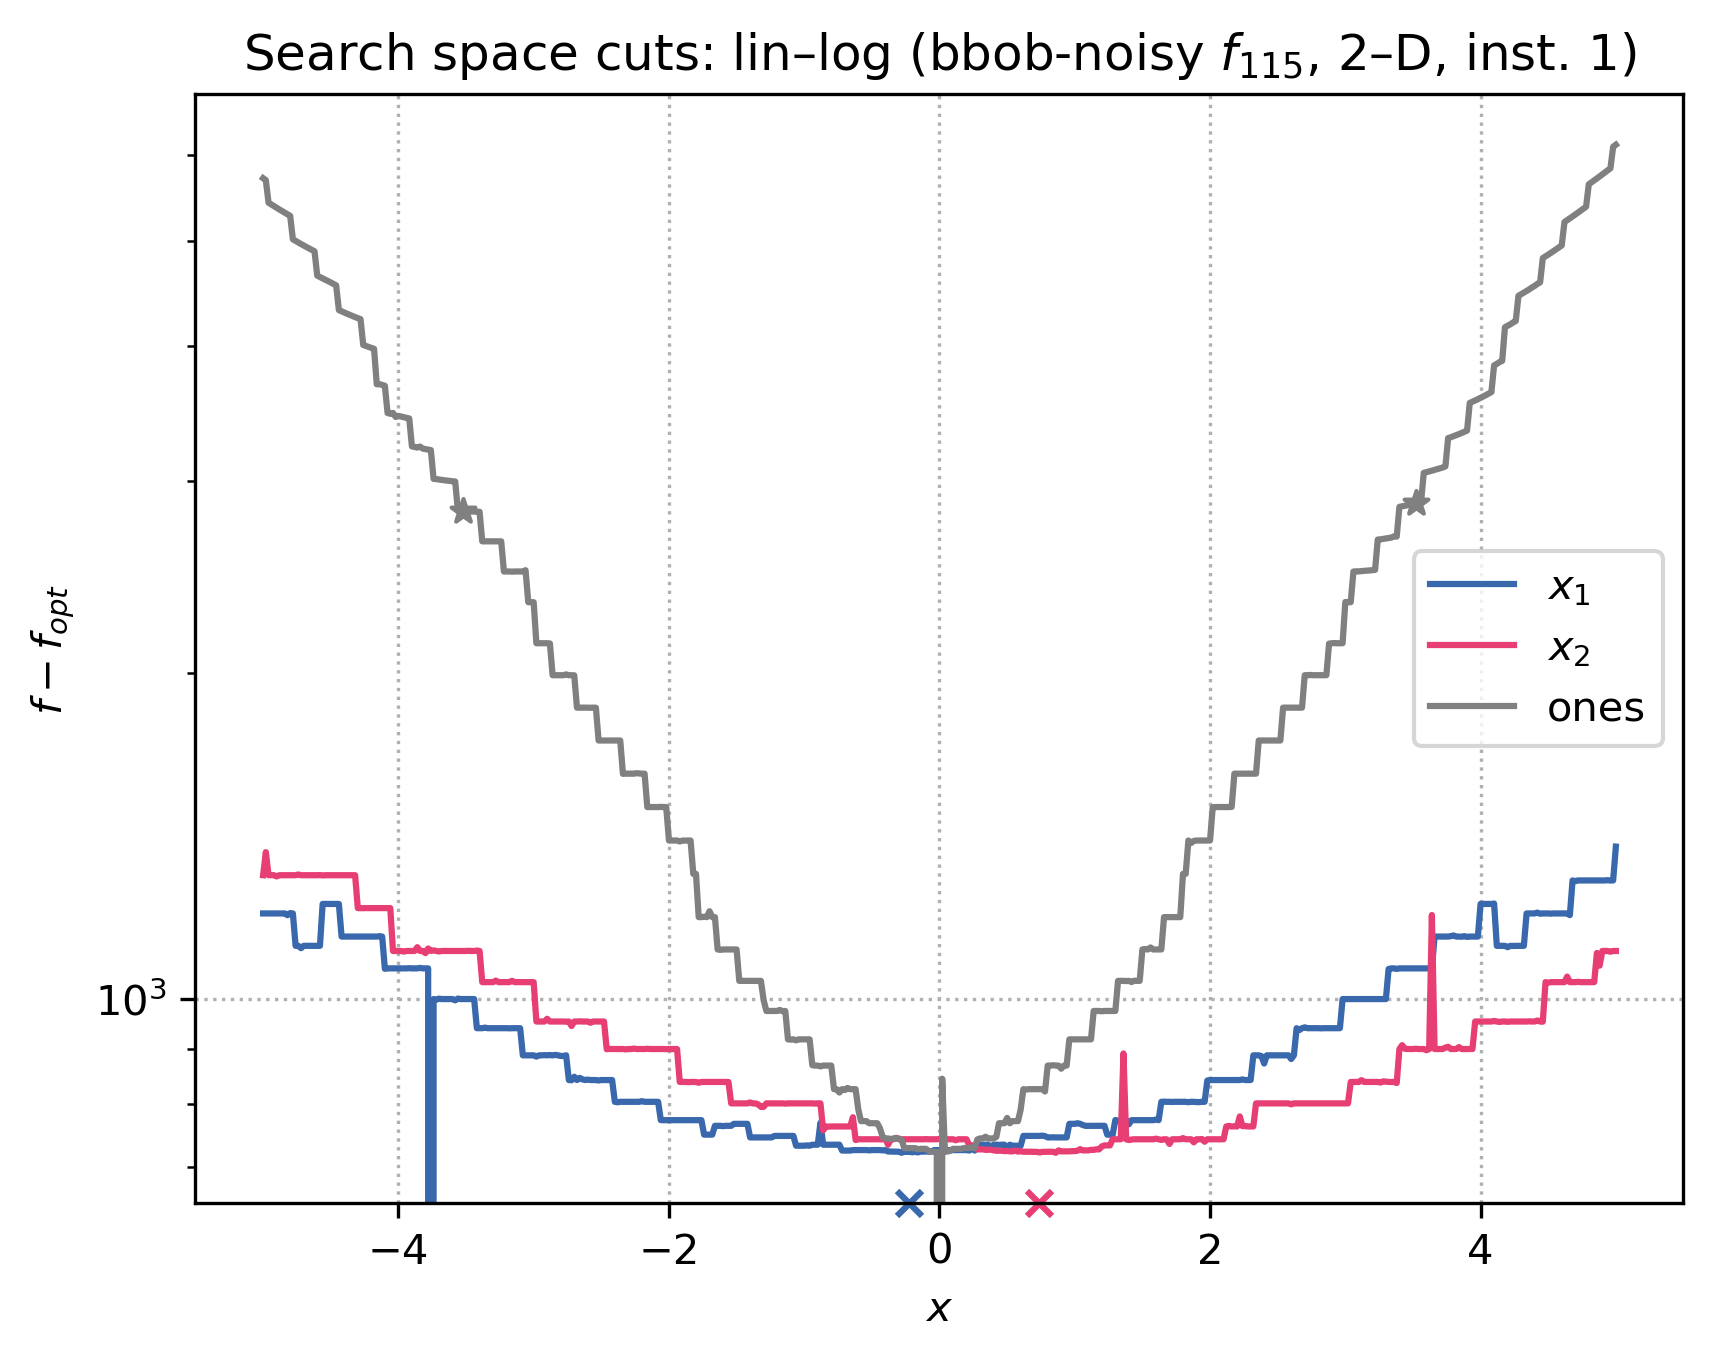 Search space cuts: lin–log (bbob-noisy f₁₁₅, 2–D, inst. 1)
f − f_opt
10³
x₁
x₂
ones
−4 −2 0 2 4
x